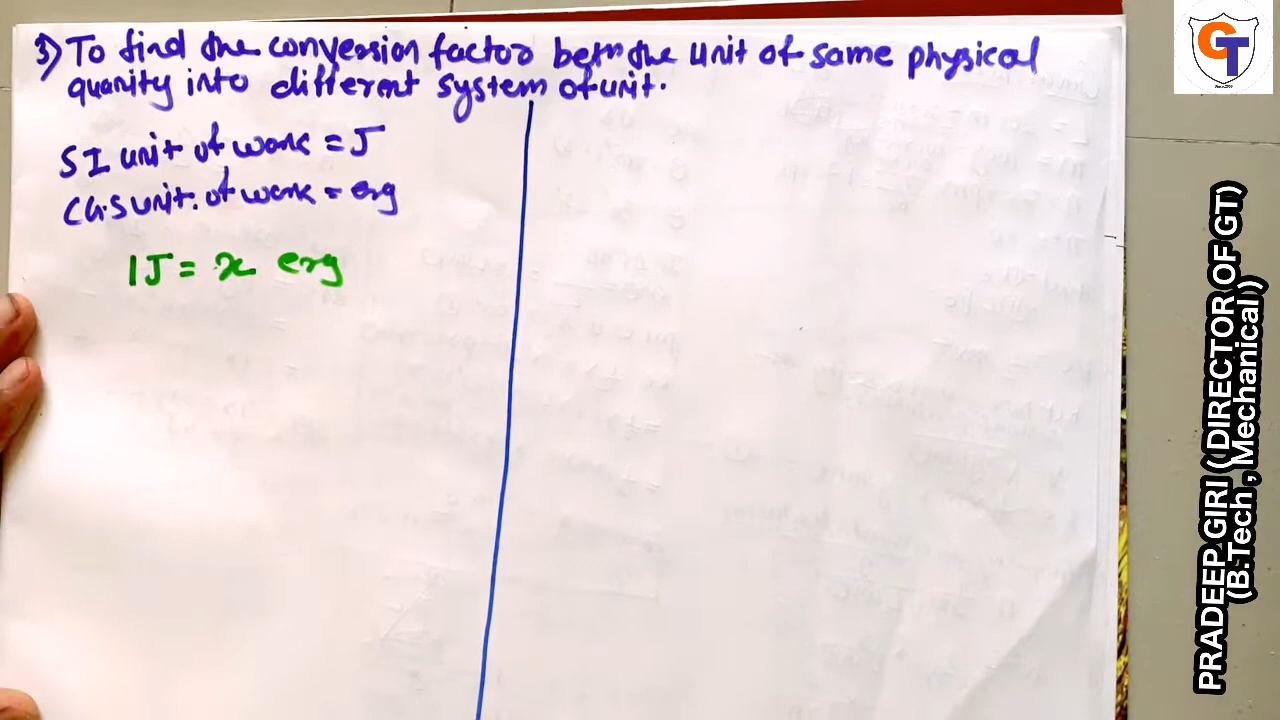 3) To find the conversion factor betn the unit of same physical
quanity into different system of unit.
SI unit of work = J
C.G.S unit. of work = erg
1J = x erg
GT
PRADEEP GIRI ( DIRECTOR OF GT)
(B.Tech , Mechanical )